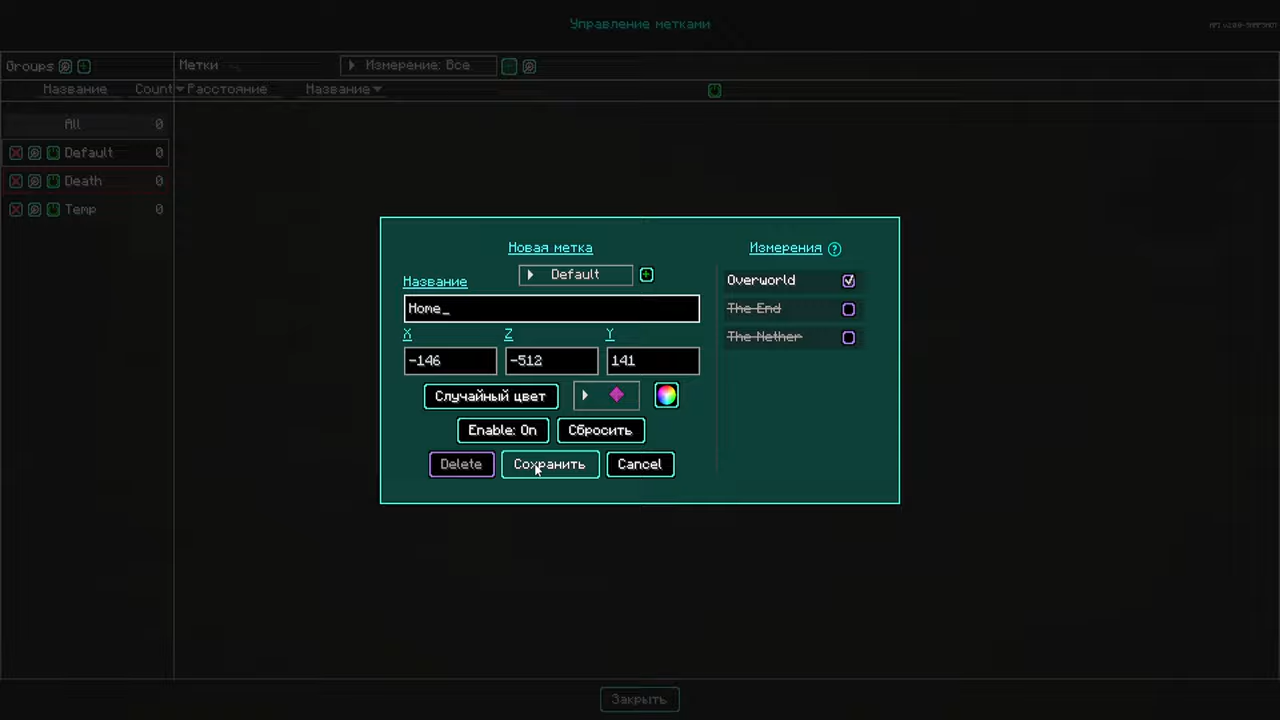 Управление метками
Groups
Метки
Измерение: Все
Название Count Расстояние Название
All 0
Default 0
Death 0
Temp 0
Новая метка
Default
Название
Home_
X Z Y
-146 -512 141
Случайный цвет
Enable: On Сбросить
Delete Сохранить Cancel
Измерения ?
Overworld
The End
The Nether
Закрыть